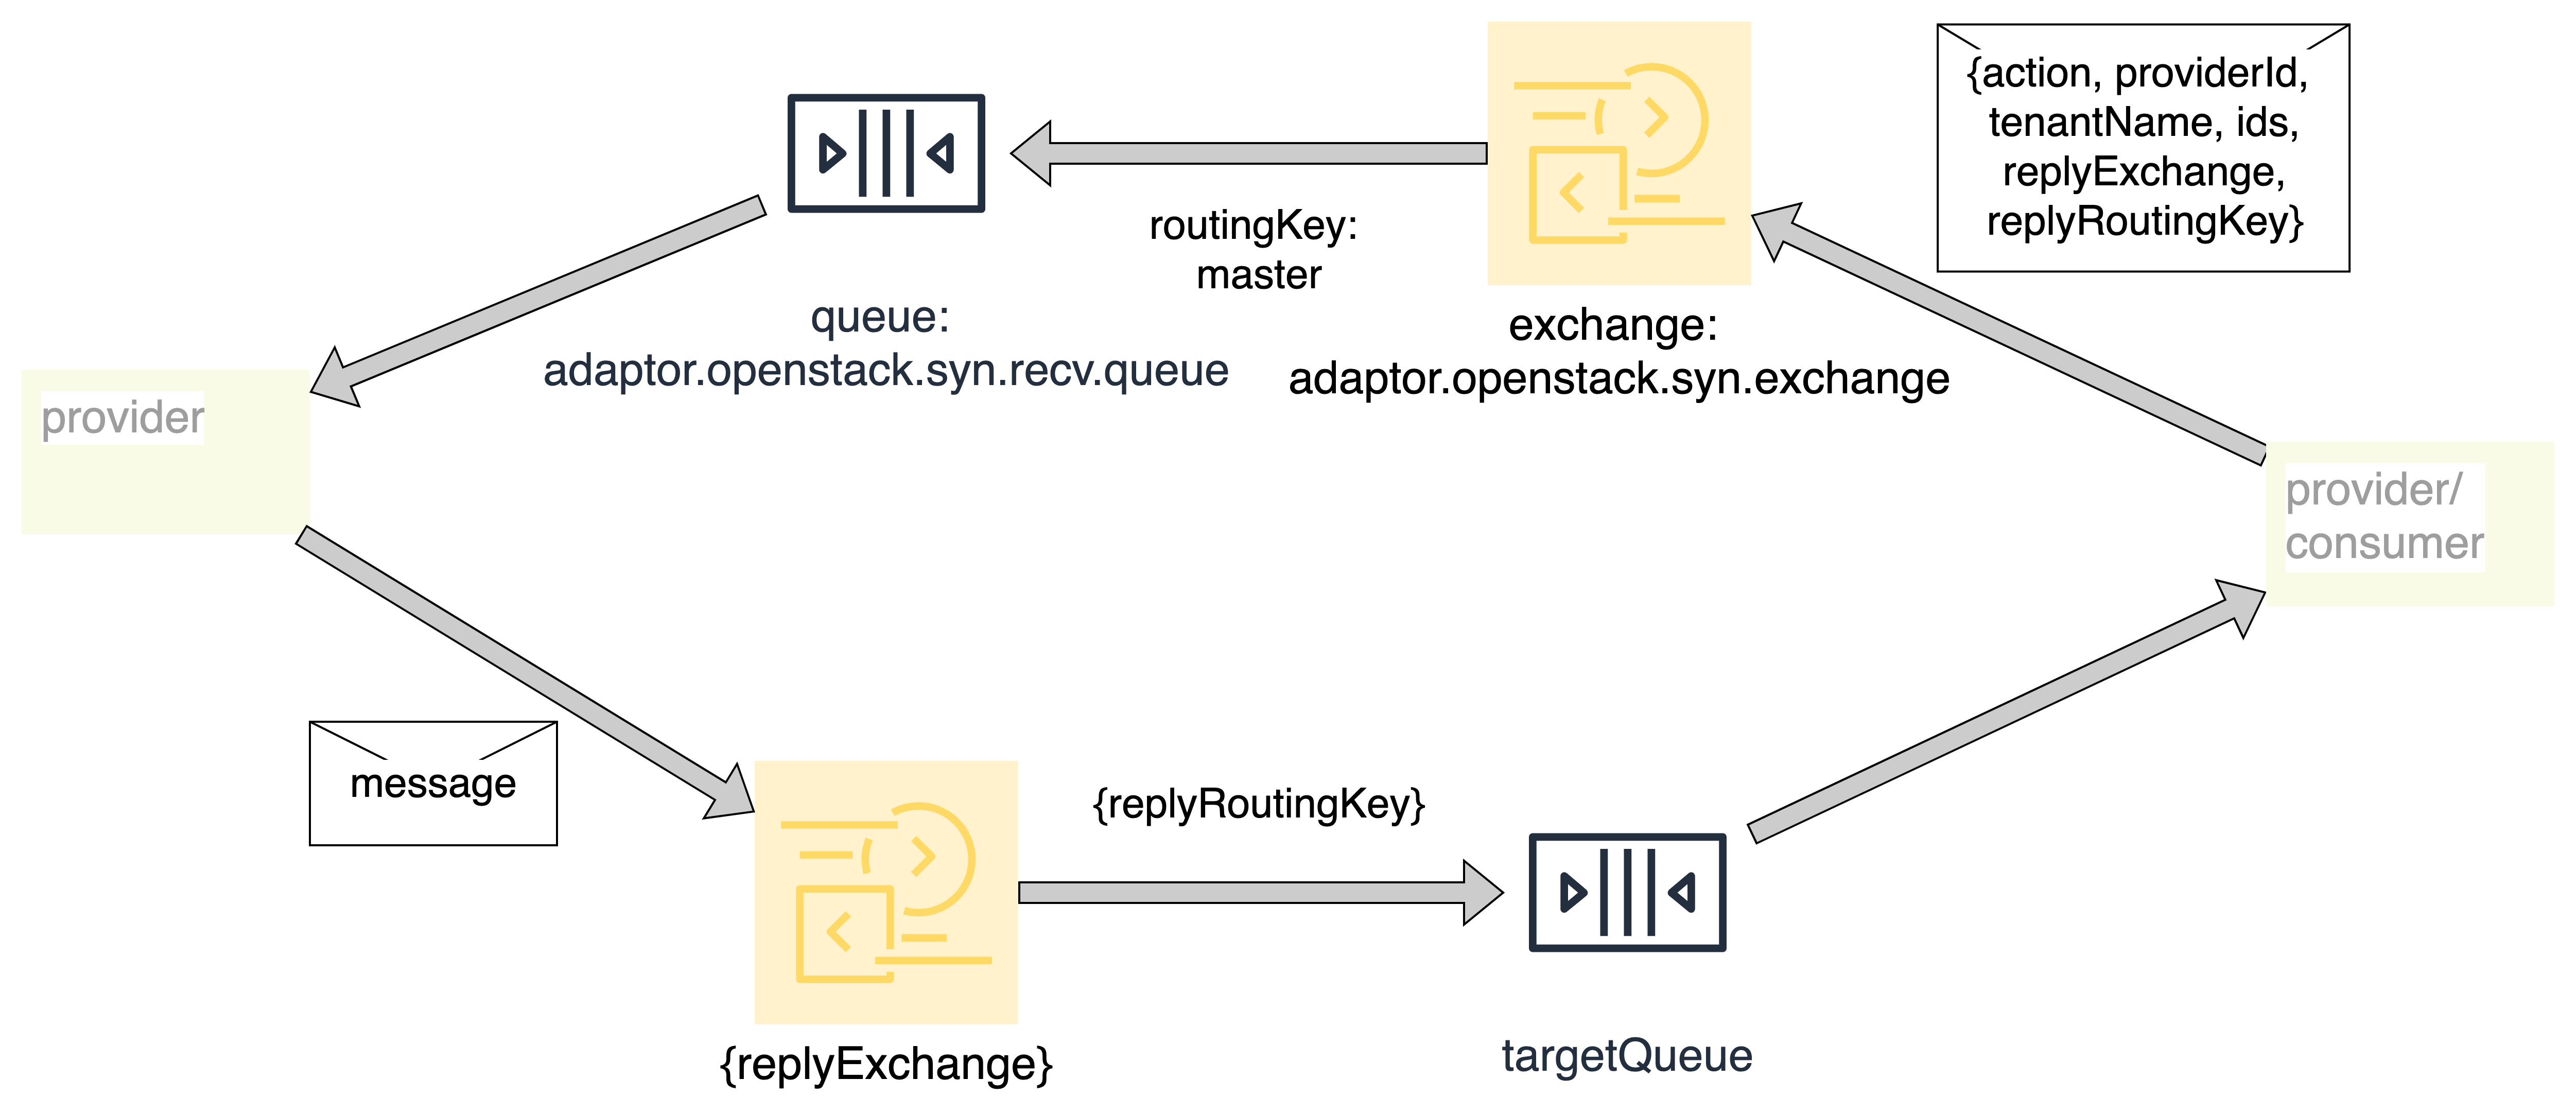 {action, providerId,
tenantName, ids,
replyExchange,
replyRoutingKey}
routingKey:
master
queue:
adaptor.openstack.syn.recv.queue
exchange:
adaptor.openstack.syn.exchange
provider
provider/
consumer
message
{replyRoutingKey}
{replyExchange}
targetQueue